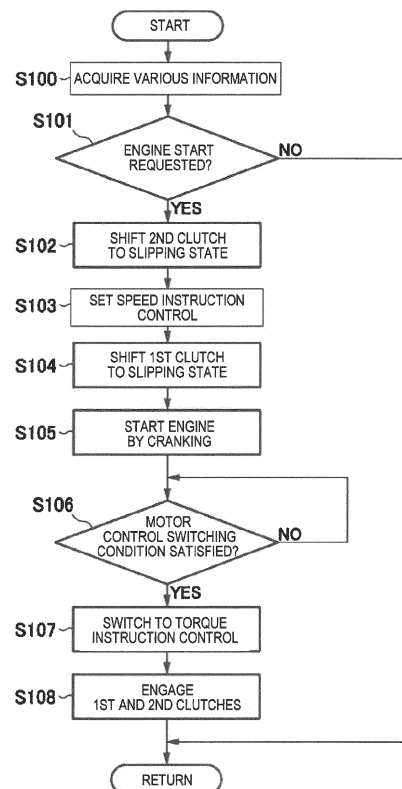 START
S100
ACQUIRE VARIOUS INFORMATION
S101
ENGINE START
REQUESTED?
NO
YES
S102
SHIFT 2ND CLUTCH
TO SLIPPING STATE
S103
SET SPEED INSTRUCTION
CONTROL
S104
SHIFT 1ST CLUTCH
TO SLIPPING STATE
S105
START ENGINE
BY CRANKING
S106
MOTOR
CONTROL SWITCHING
CONDITION SATISFIED?
NO
YES
S107
SWITCH TO TORQUE
INSTRUCTION CONTROL
S108
ENGAGE
1ST AND 2ND CLUTCHES
RETURN